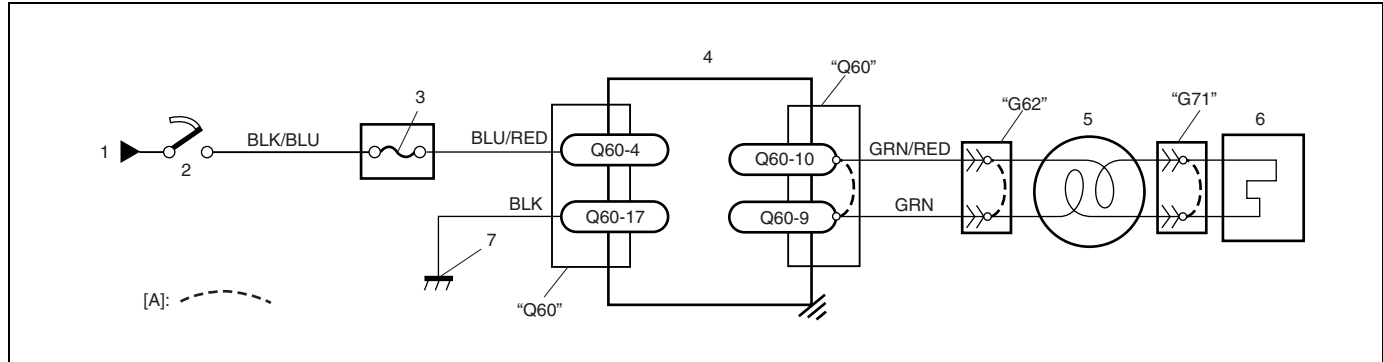 4
"Q60"
3
"G62"
"G71"
5
6
1
2
BLK/BLU
BLU/RED
Q60-4
Q60-10
GRN/RED
BLK
Q60-17
Q60-9
GRN
7
[A]:
"Q60"